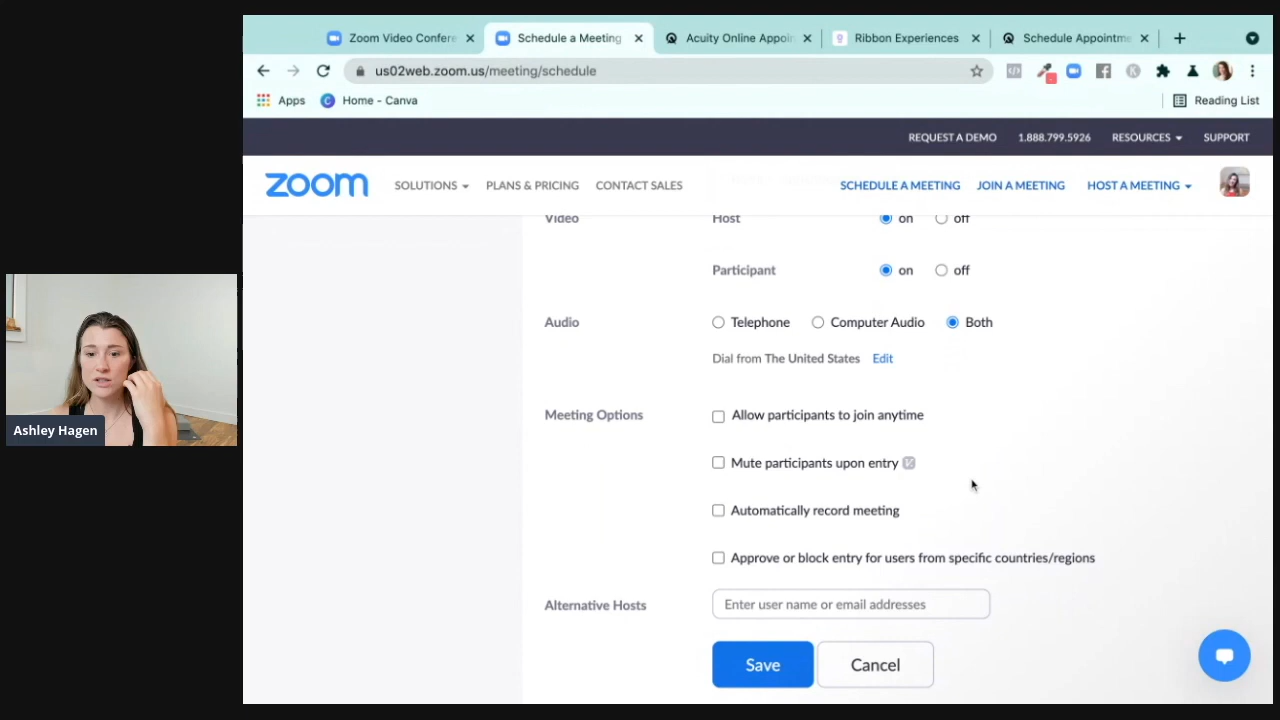 Zoom Video Confere
Schedule a Meeting
Acuity Online Appoin
Ribbon Experiences
Schedule Appointme
us02web.zoom.us/meeting/schedule
Apps
Home - Canva
Reading List
REQUEST A DEMO
1.888.799.5926
RESOURCES
SUPPORT
zoom
SOLUTIONS
PLANS & PRICING
CONTACT SALES
SCHEDULE A MEETING
JOIN A MEETING
HOST A MEETING
Video
Host
on
off
Participant
on
off
Audio
Telephone
Computer Audio
Both
Dial from The United States Edit
Meeting Options
Allow participants to join anytime
Mute participants upon entry
Automatically record meeting
Approve or block entry for users from specific countries/regions
Alternative Hosts
Enter user name or email addresses
Save
Cancel
Ashley Hagen